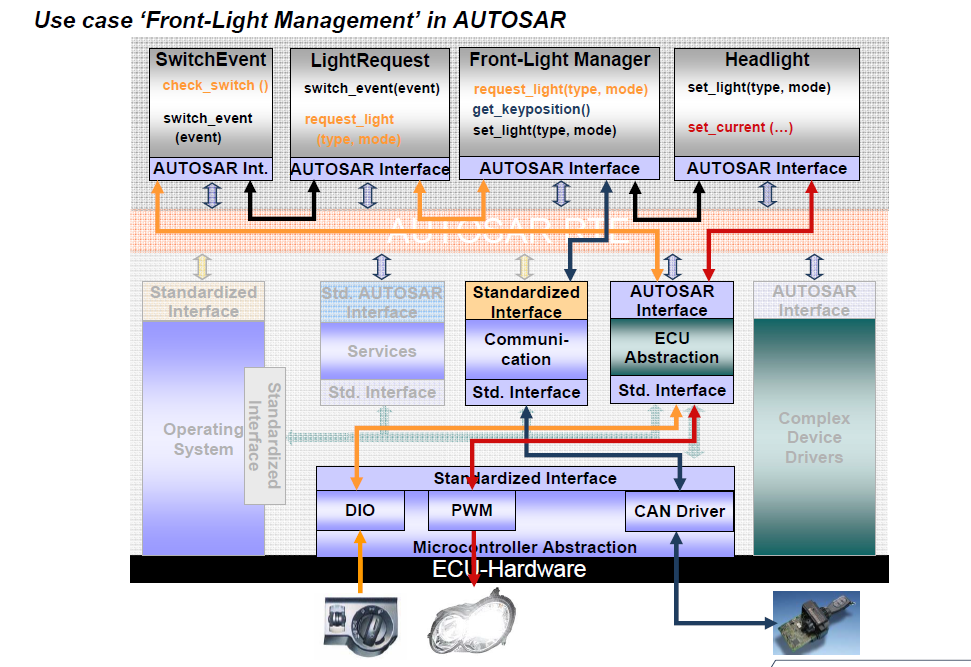 Use case ‘Front-Light Management’ in AUTOSAR
SwitchEvent
check_switch ()
switch_event
(event)
AUTOSAR Int.
LightRequest
switch_event(event)
request_light
(type, mode)
AUTOSAR Interface
Front-Light Manager
request_light(type, mode)
get_keyposition()
set_light(type, mode)
AUTOSAR Interface
Headlight
set_light(type, mode)
set_current (…)
AUTOSAR Interface
AUTOSAR RTE
Standardized
Interface
Operating
System
Standardized
Interface
Std. AUTOSAR
Interface
Services
Std. Interface
Standardized
Interface
Communi-
cation
Std. Interface
AUTOSAR
Interface
ECU
Abstraction
Std. Interface
AUTOSAR
Interface
Complex
Device
Drivers
Standardized Interface
DIO
PWM
CAN Driver
Microcontroller Abstraction
ECU-Hardware